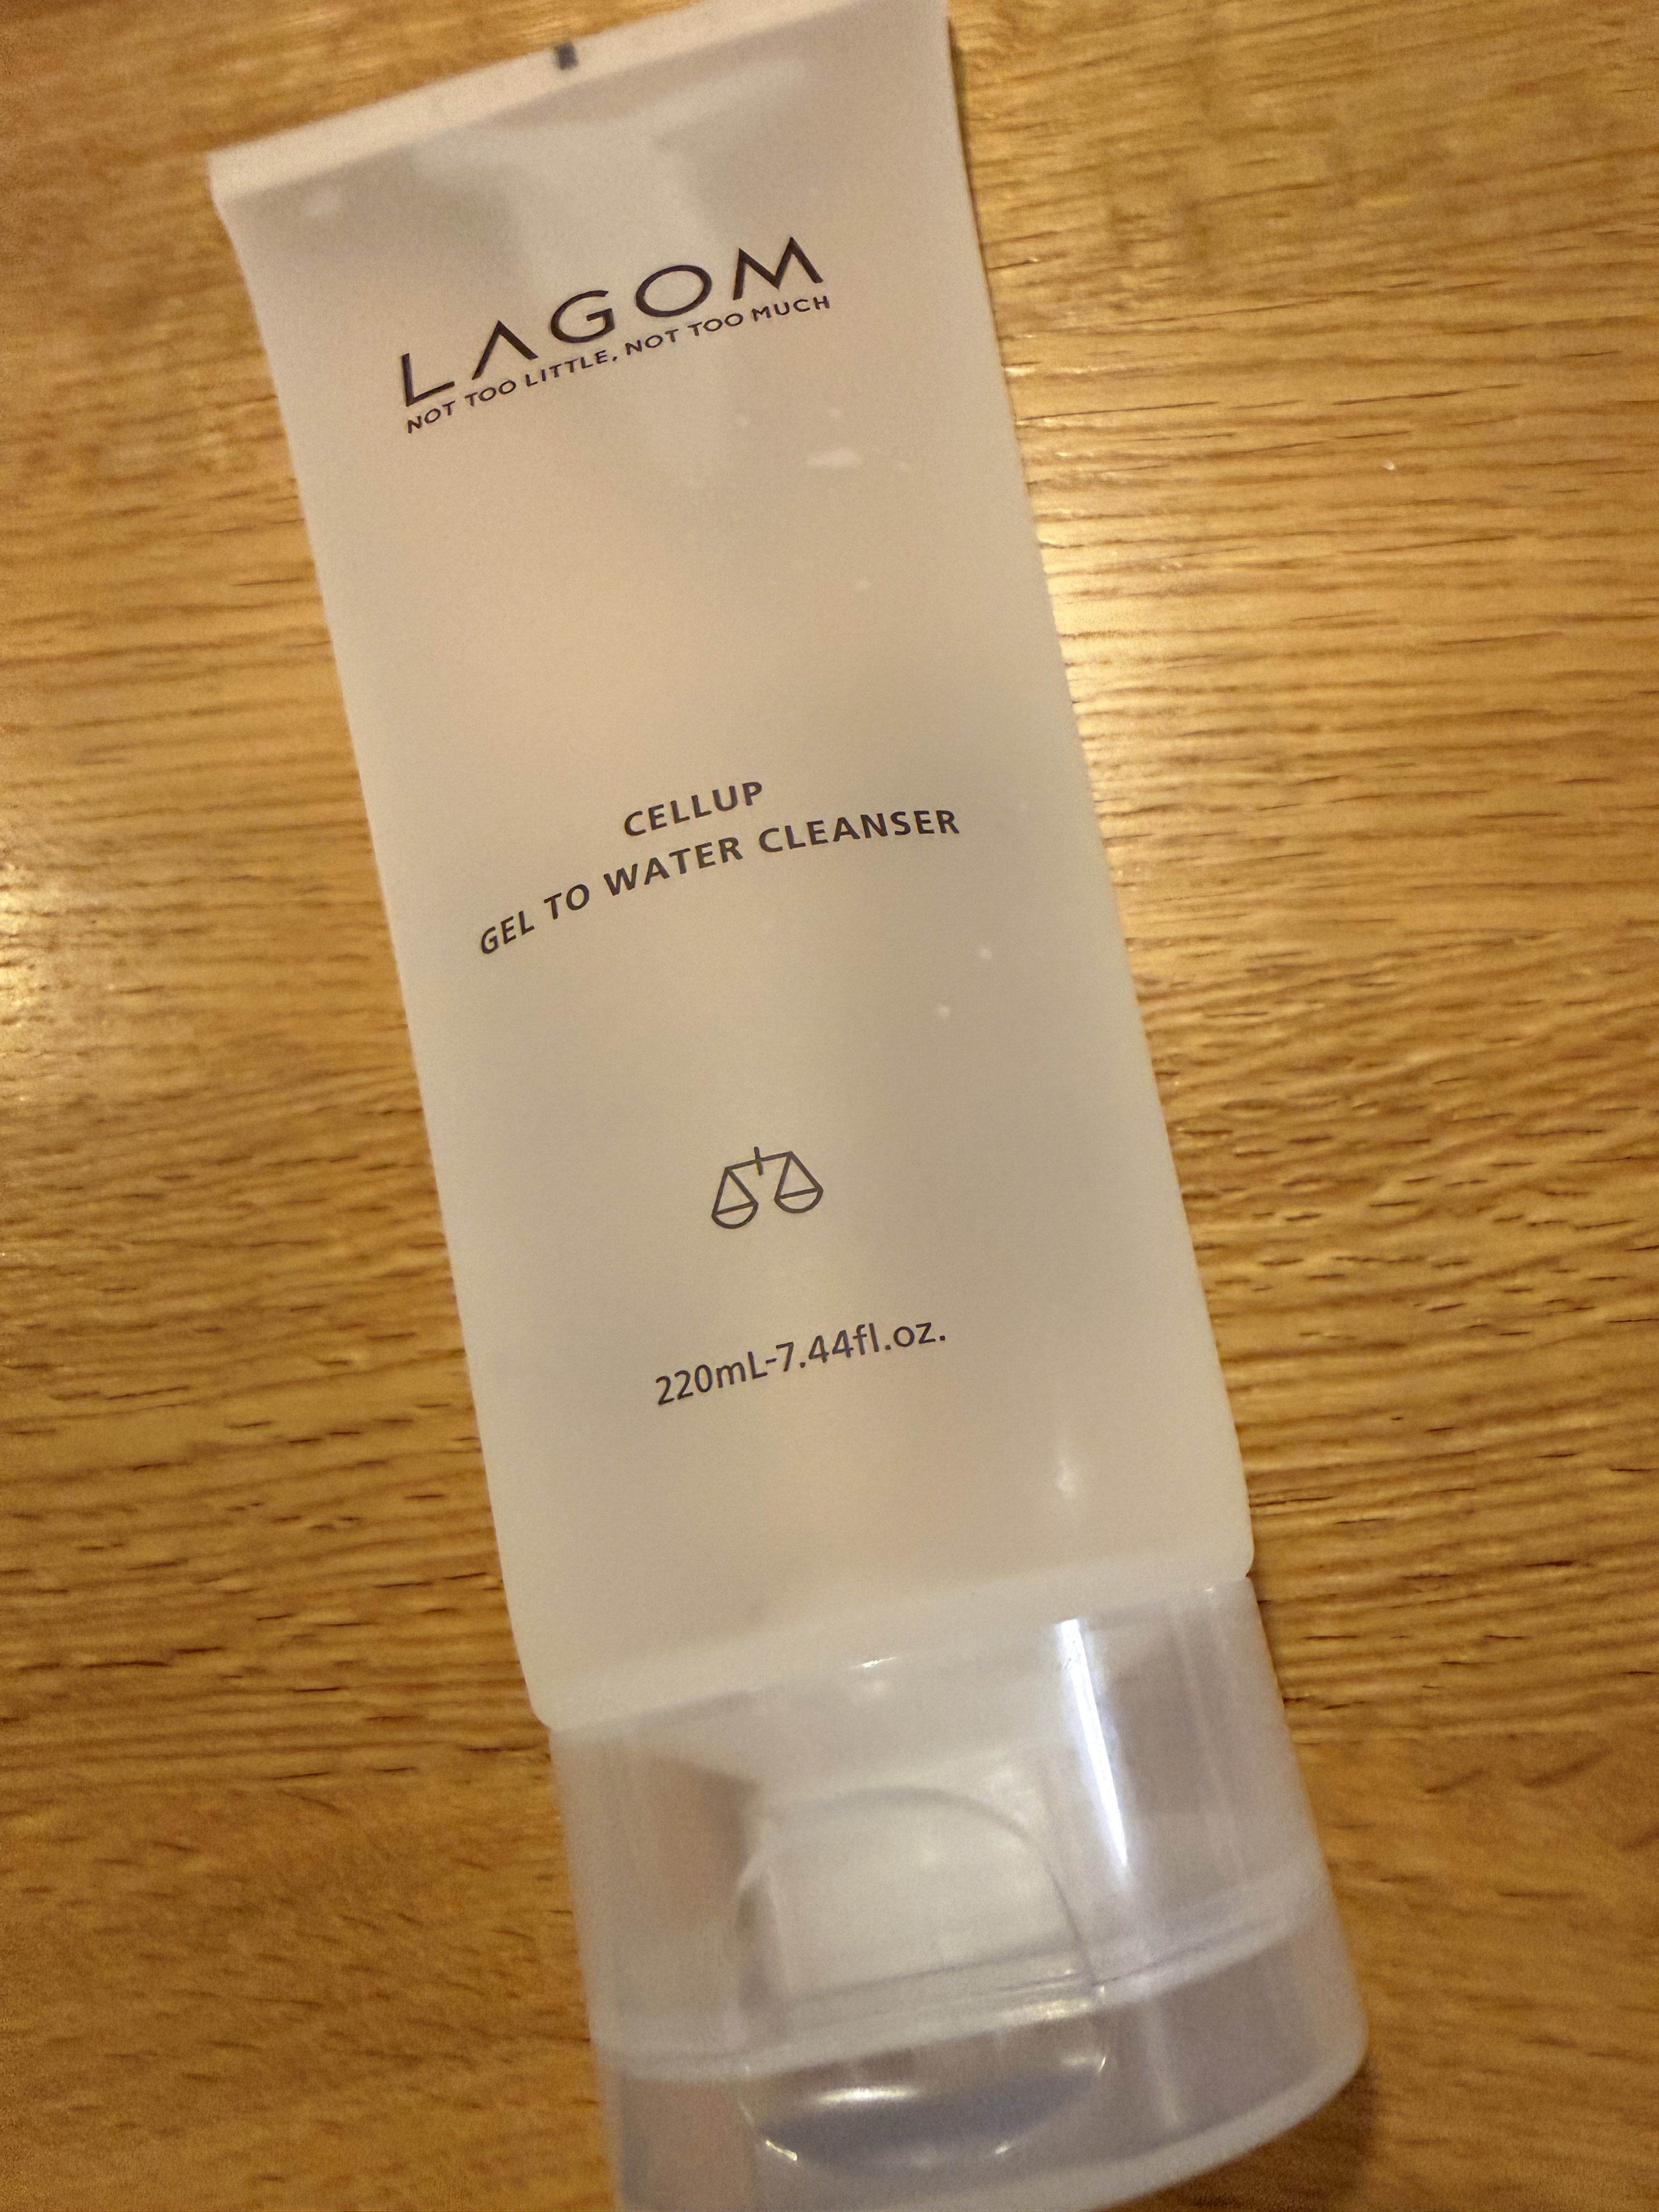 LAGOM
NOT TOO LITTLE, NOT TOO MUCH
CELLUP
GEL TO WATER CLEANSER
220mL-7.44fl.oz.